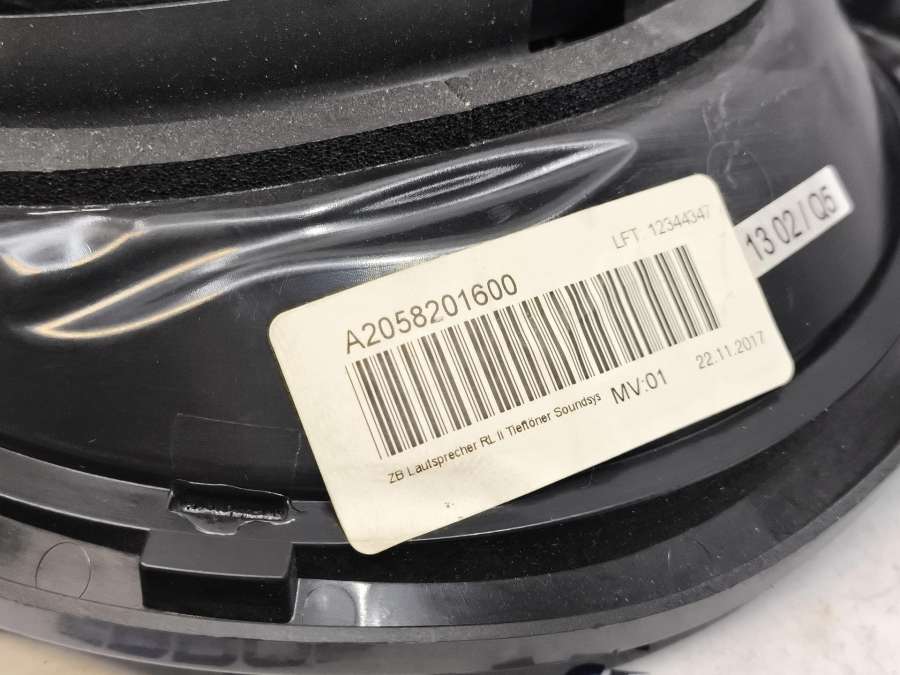 LFT. 12344347
A2058201600
ZB Lautsprecher RL II Tieftöner Soundsys MV:01 22.11.2017
13 02 / Q5